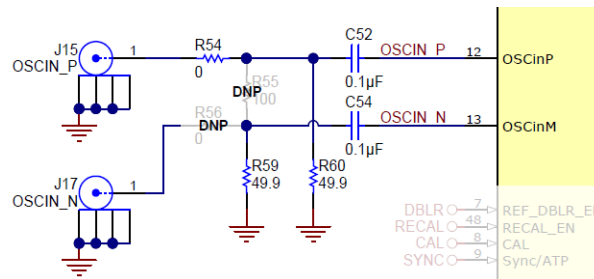 J15
OSCIN_P
1
R54
0
DNP
R55
100
R56
DNP
0
C52
0.1µF
OSCIN_P
12
OSCinP
C54
0.1µF
OSCIN_N
13
OSCinM
R59
49.9
R60
49.9
J17
OSCIN_N
1
DBLR
7
REF_DBLR_E
RECAL
48
RECAL_EN
CAL
8
CAL
SYNC
9
Sync/ATP